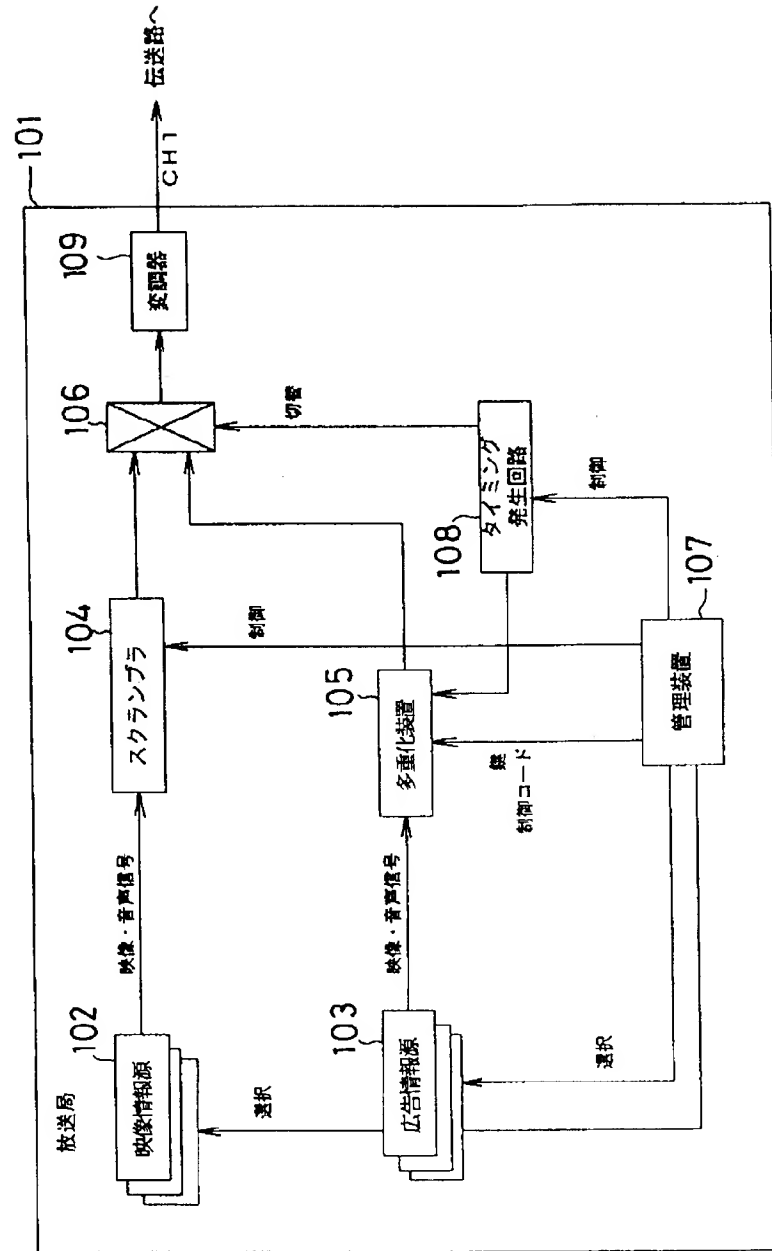 101
放送局
102
映像情報源
映像・音声信号
104
スクランブラ
106
109
変調器
CH1
伝送路へ
選択
制御
切替
103
広告情報源
映像・音声信号
105
多重化装置
108
タイミング
発生回路
鍵
制御コード
制御
選択
107
管理装置